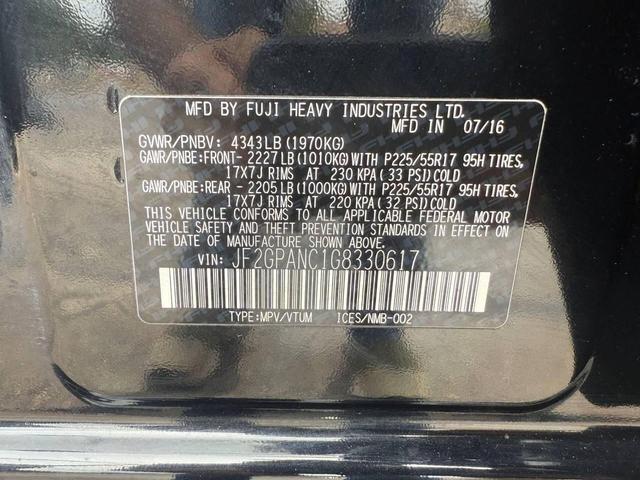 MFD BY FUJI HEAVY INDUSTRIES LTD.
MFD IN 07/16
GVWR/PNBV: 4343LB (1970KG)
GAWR/PNBE:FRONT- 2227LB(1010KG)WITH P225/55R17 95H TIRES,
17X7J RIMS AT 230 KPA (33 PSI)COLD
GAWR/PNBE:REAR - 2205LB(1000KG)WITH P225/55R17 95H TIRES,
17X7J RIMS AT 220 KPA(32 PSI)COLD
THIS VEHICLE CONFORMS TO ALL APPLICABLE FEDERAL MOTOR
VEHICLE SAFETY AND THEFT PREVENTION STANDARDS IN EFFECT
ON THE DATE OF MANUFACTURE SHOWN ABOVE.
VIN: JF2GPANC1G8330617
TYPE:MPV/VTUM ICES/NMB-002